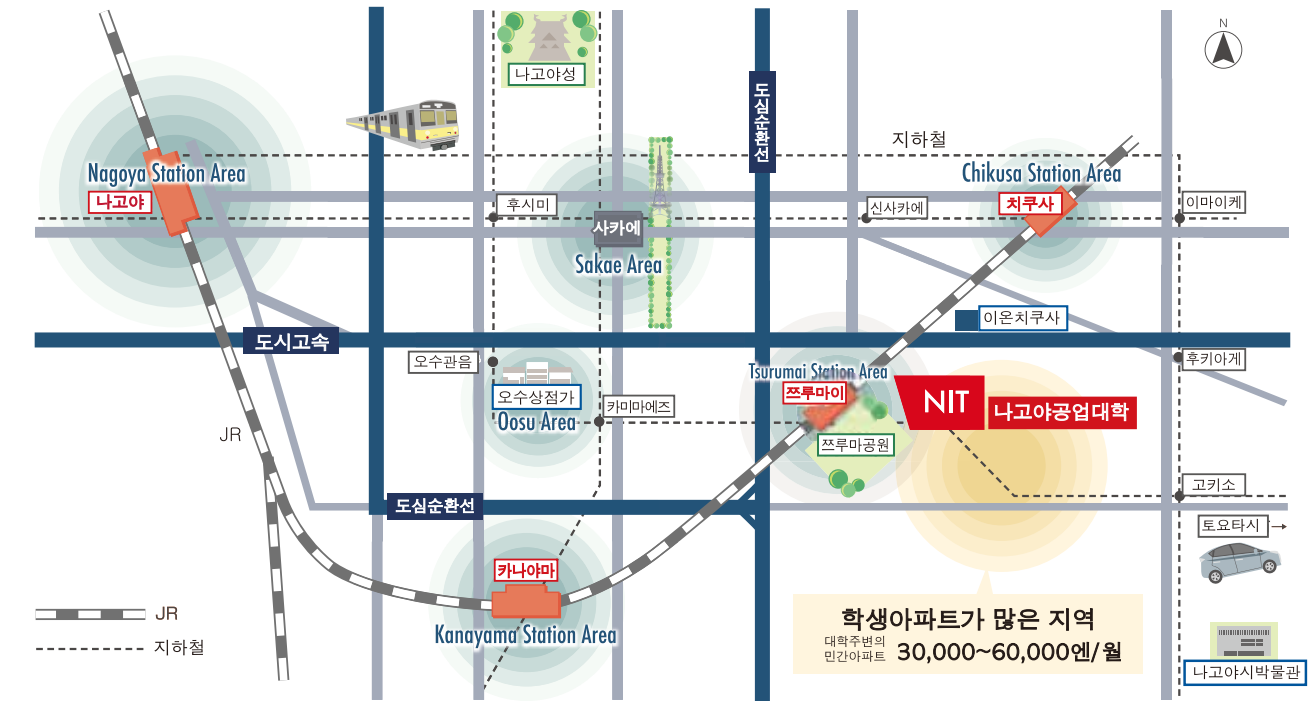 N
나고야성
도심순환선
지하철
Nagoya Station Area
나고야
Chikusa Station Area
치쿠사
후시미
신사카에
이마이케
사카에
Sakae Area
이온치쿠사
도시고속
오수관음
후키아게
Tsurumai Station Area
쯔루마이
오수상점가
Oosu Area
카미마에즈
NIT
나고야공업대학
JR
쯔루마공원
고키소
도심순환선
토요타시
카나야마
Kanayama Station Area
JR
지하철
학생아파트가 많은 지역
대학주변의
민간아파트
30,000~60,000엔/월
나고야시박물관